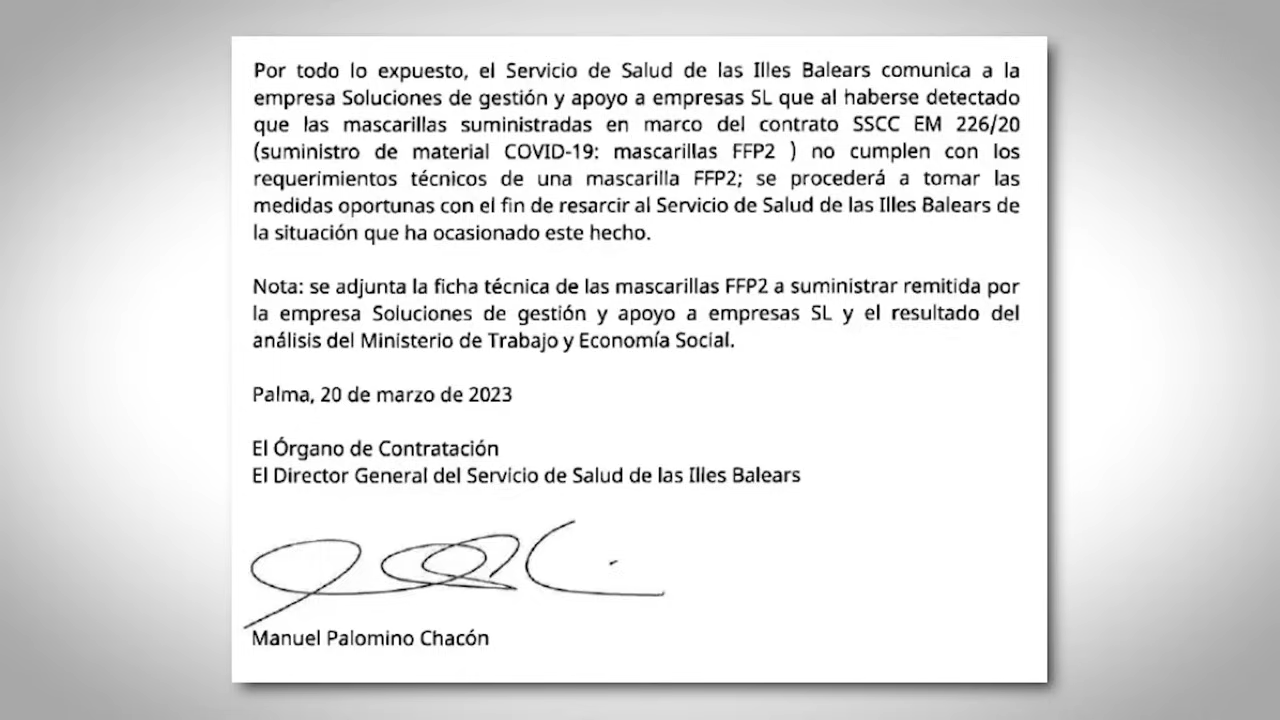 Por todo lo expuesto, el Servicio de Salud de las Illes Balears comunica a la
empresa Soluciones de gestión y apoyo a empresas SL que al haberse detectado
que las mascarillas suministradas en marco del contrato SSCC EM 226/20
(suministro de material COVID-19: mascarillas FFP2 ) no cumplen con los
requerimientos técnicos de una mascarilla FFP2; se procederá a tomar las
medidas oportunas con el fin de resarcir al Servicio de Salud de las Illes Balears de
la situación que ha ocasionado este hecho.
Nota: se adjunta la ficha técnica de las mascarillas FFP2 a suministrar remitida por
la empresa Soluciones de gestión y apoyo a empresas SL y el resultado del
análisis del Ministerio de Trabajo y Economía Social.
Palma, 20 de marzo de 2023
El Órgano de Contratación
El Director General del Servicio de Salud de las Illes Balears
Manuel Palomino Chacón